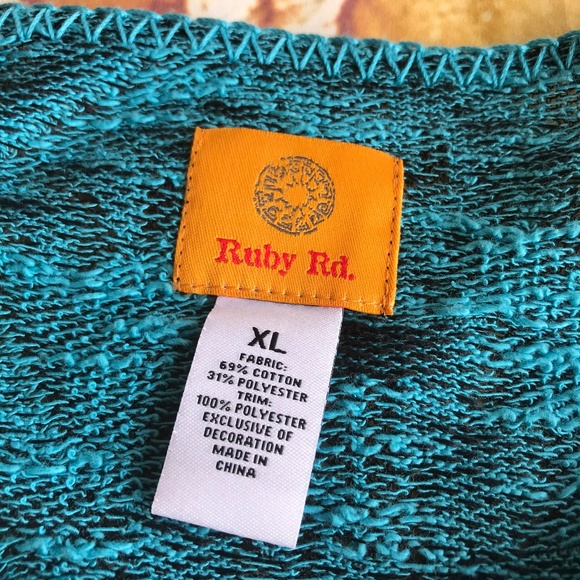 Ruby Rd.
XL
FABRIC:
69% COTTON
31% POLYESTER
TRIM:
100% POLYESTER
EXCLUSIVE OF
DECORATION
MADE IN
CHINA